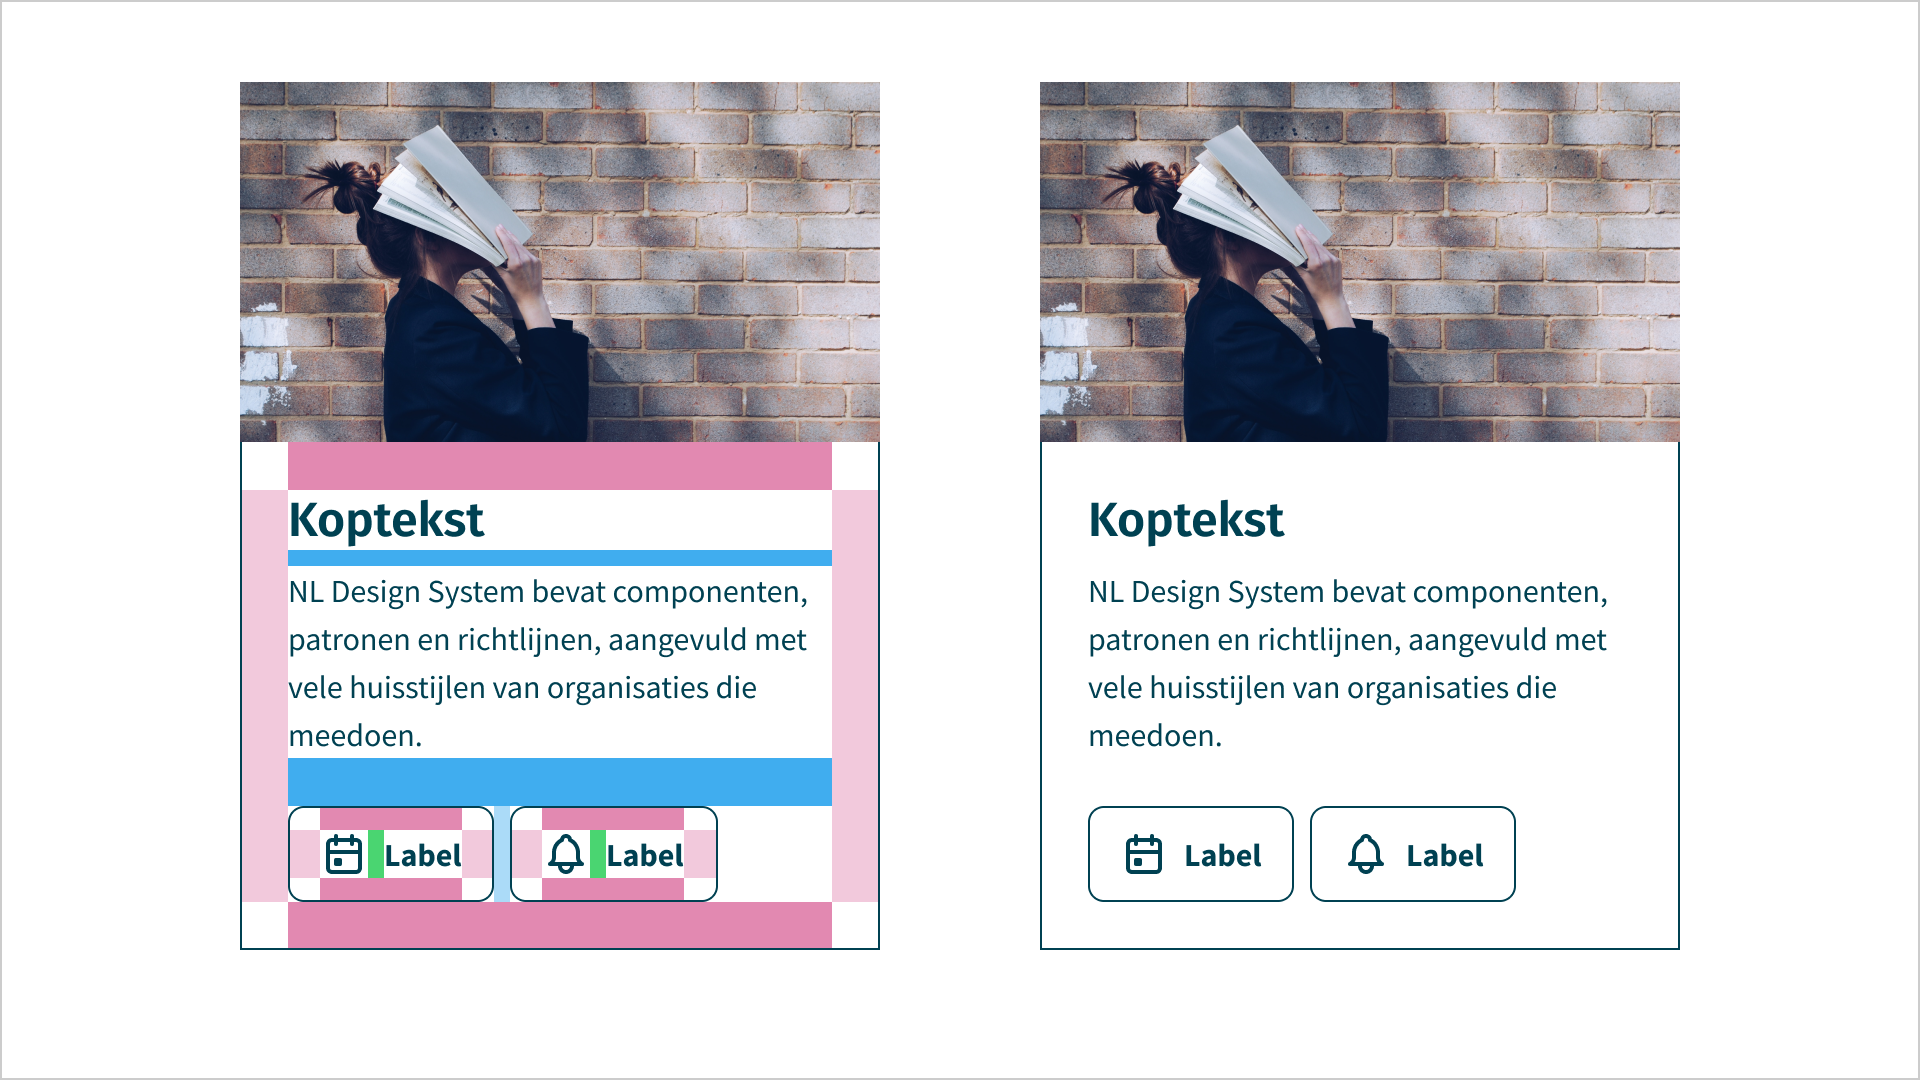 Koptekst
NL Design System bevat componenten,
patronen en richtlijnen, aangevuld met
vele huisstijlen van organisaties die
meedoen.
Label
Label
Koptekst
NL Design System bevat componenten,
patronen en richtlijnen, aangevuld met
vele huisstijlen van organisaties die
meedoen.
Label
Label